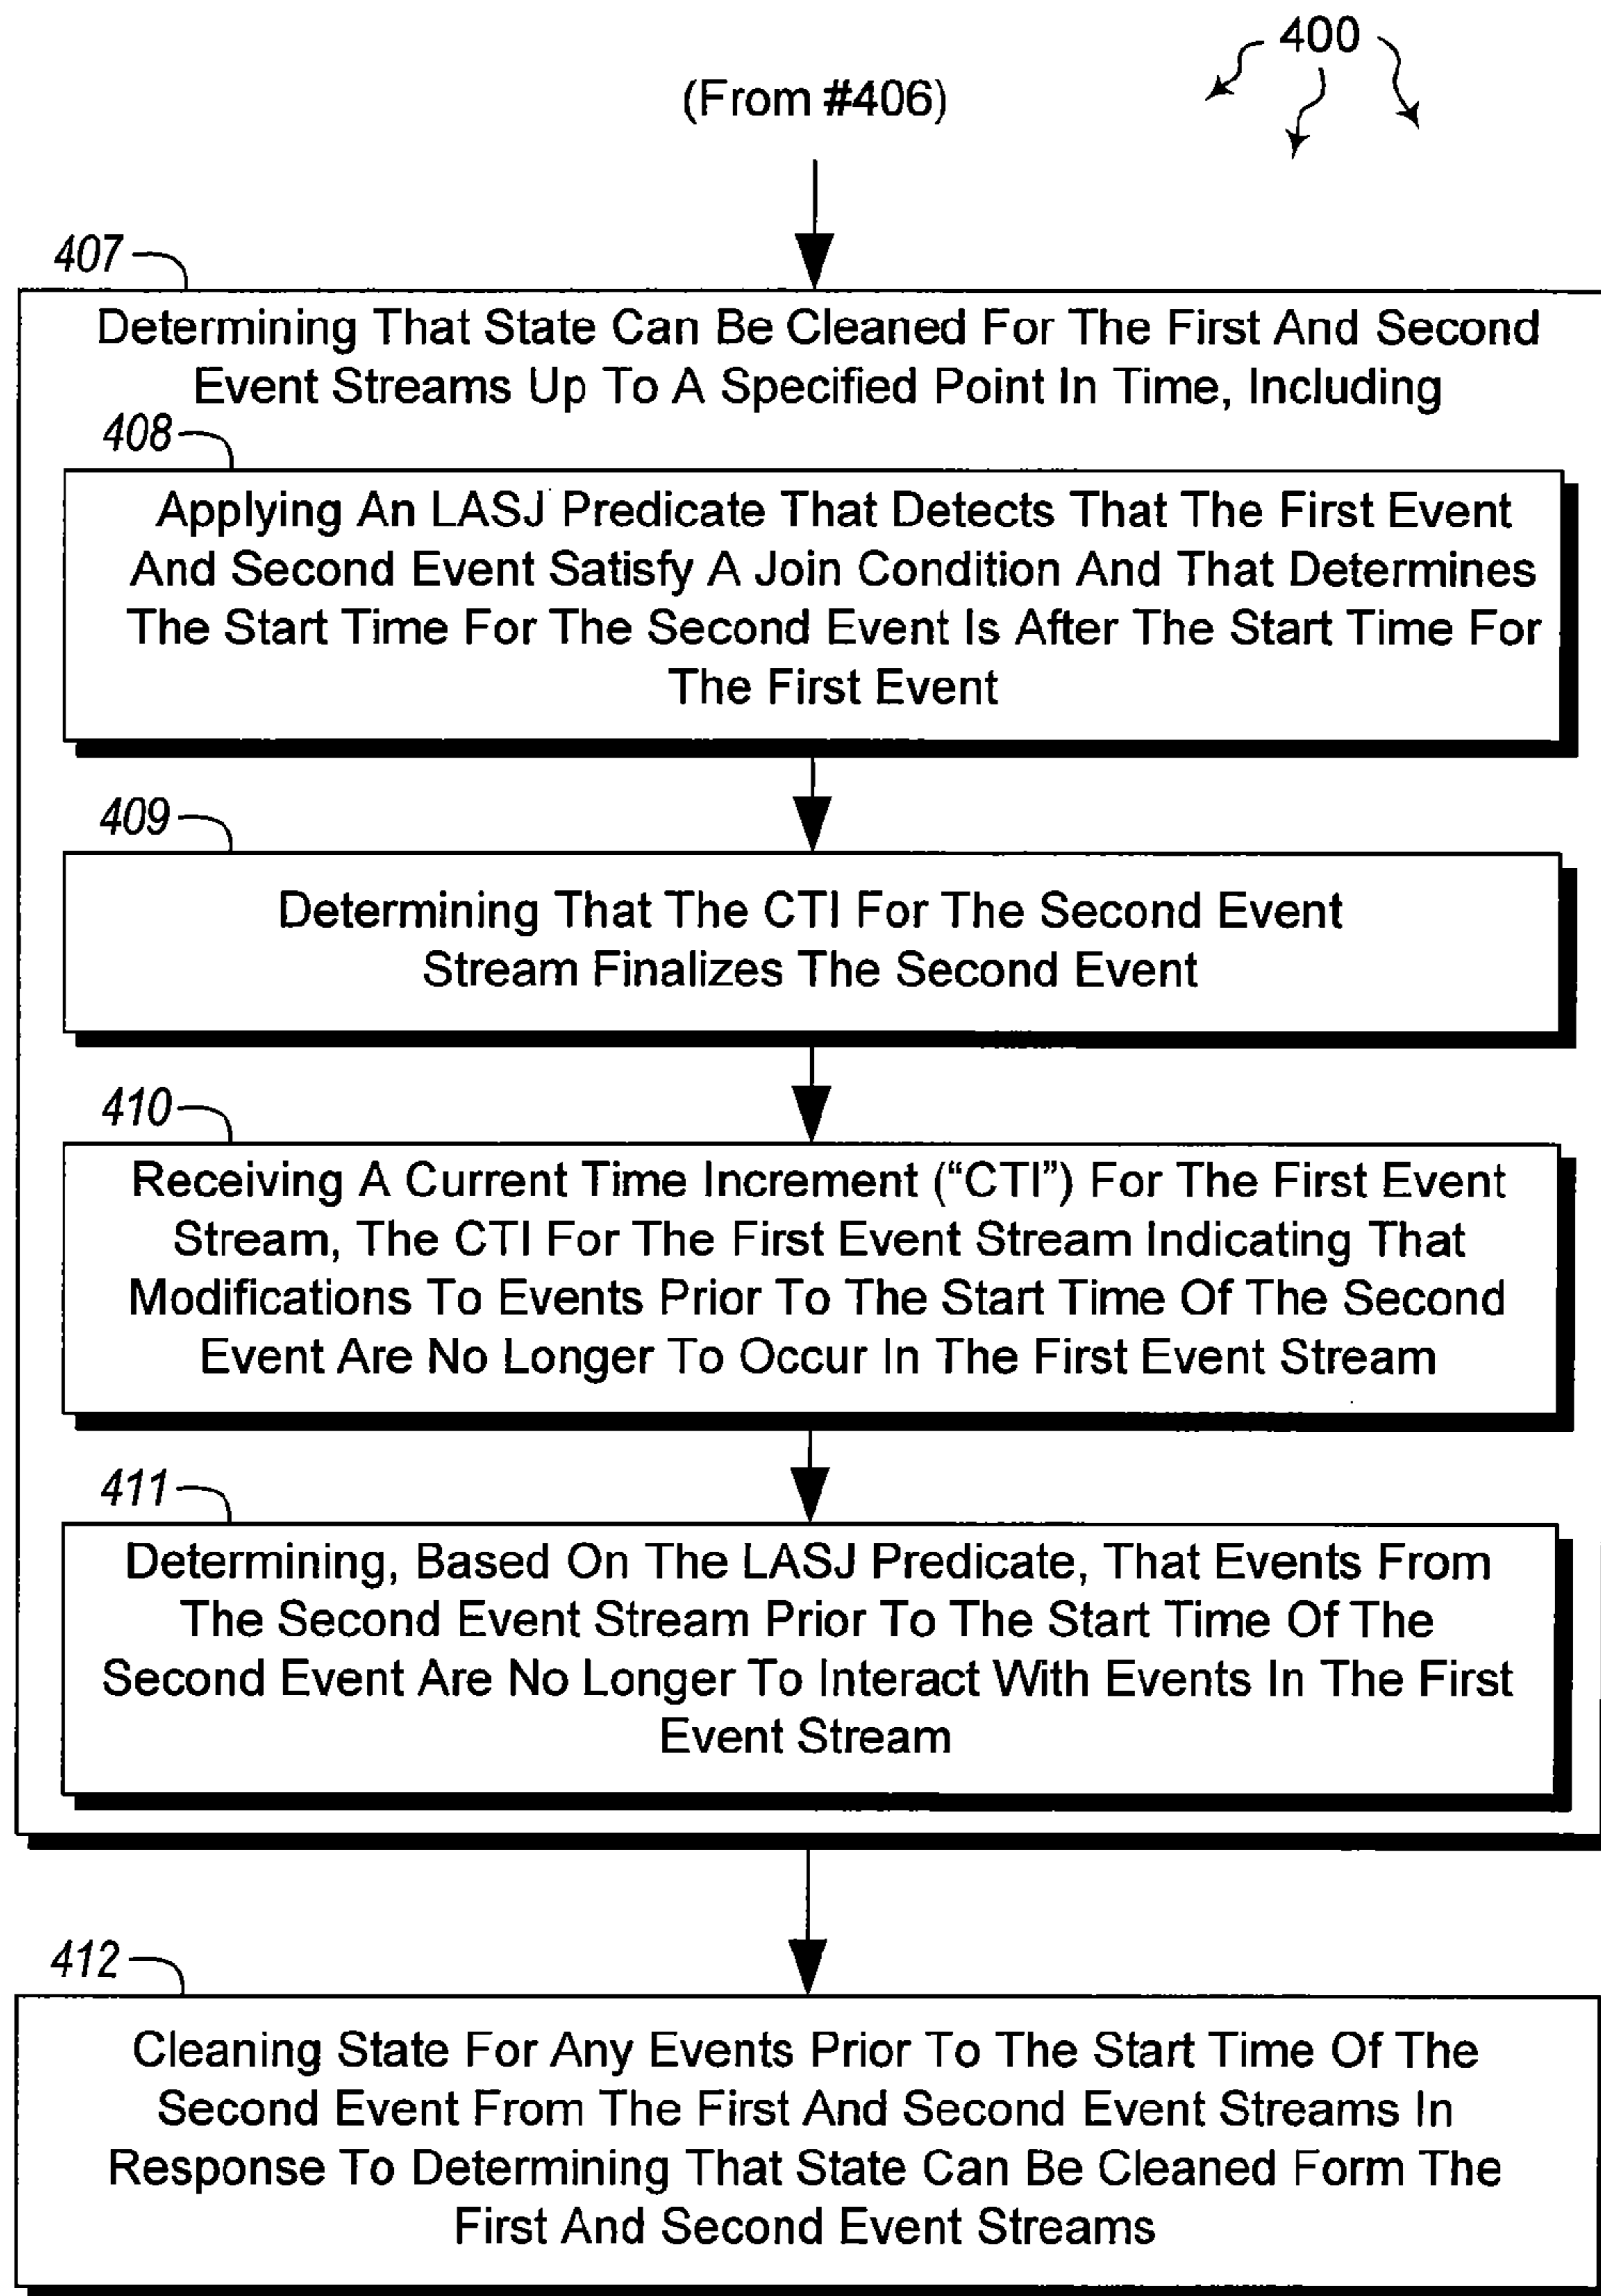 400
(From #406)
407
Determining That State Can Be Cleaned For The First And Second
Event Streams Up To A Specified Point In Time, Including
408
Applying An LASJ Predicate That Detects That The First Event
And Second Event Satisfy A Join Condition And That Determines
The Start Time For The Second Event Is After The Start Time For
The First Event
409
Determining That The CTI For The Second Event
Stream Finalizes The Second Event
410
Receiving A Current Time Increment (“CTI”) For The First Event
Stream, The CTI For The First Event Stream Indicating That
Modifications To Events Prior To The Start Time Of The Second
Event Are No Longer To Occur In The First Event Stream
411
Determining, Based On The LASJ Predicate, That Events From
The Second Event Stream Prior To The Start Time Of The
Second Event Are No Longer To Interact With Events In The First
Event Stream
412
Cleaning State For Any Events Prior To The Start Time Of The
Second Event From The First And Second Event Streams In
Response To Determining That State Can Be Cleaned Form The
First And Second Event Streams